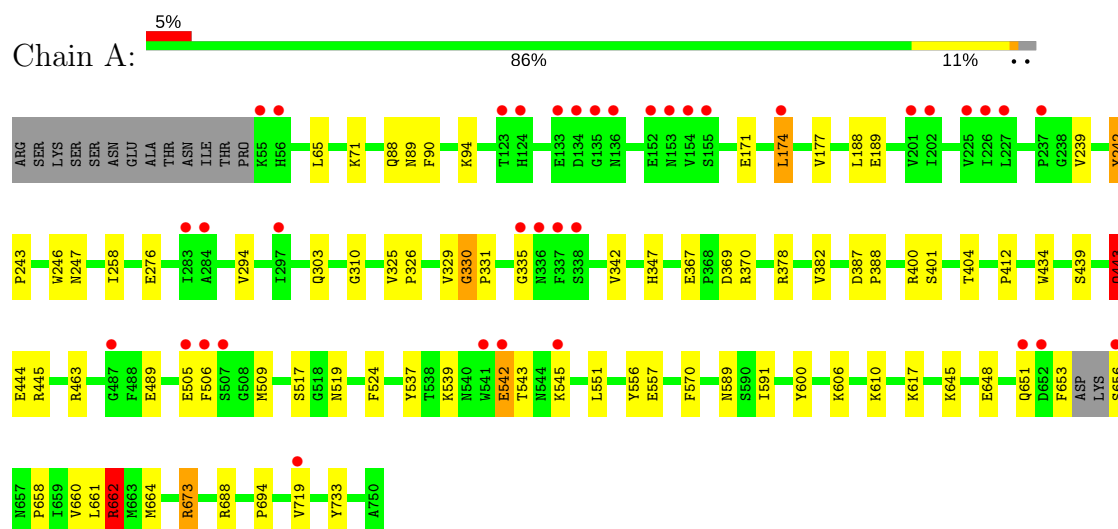 5%
Chain A:
86% 11% • •
ARG SER LYS SER SER ASN GLU ALA THR ASN ILE THR PRO K55 H56 L65 K71 Q88 N89 F90 K94 T123 H124 E133 D134 G135 N136 E152 N153 V154 S155 E171 L174 V177 L188 E189 V201 I202 V225 I226 L227 P237 G238 V239
P243 W246 N247 I258 E276 I283 A284 V294 I297 Q303 G310 V325 P326 V329 G330 P331 G335 N336 F337 S338 V342 H347 E367 P368 D369 R370 R378 V382 D387 P388 R400 S401 T404 P412 W434 S439
E444 R445 R463 G487 F488 E489 E505 F506 S507 G508 M509 S517 G518 N519 F524 Y537 T538 K539 N540 W541 E542 T543 N544 K545 L551 Y556 E557 F570 N589 S590 I591 Y600 K606 K610 K617 K645 E648 Q651 D652 F653 ASP LYS S656
N657 P658 I659 V660 L661 R662 M663 M664 R673 R688 P694 V719 Y733 A750